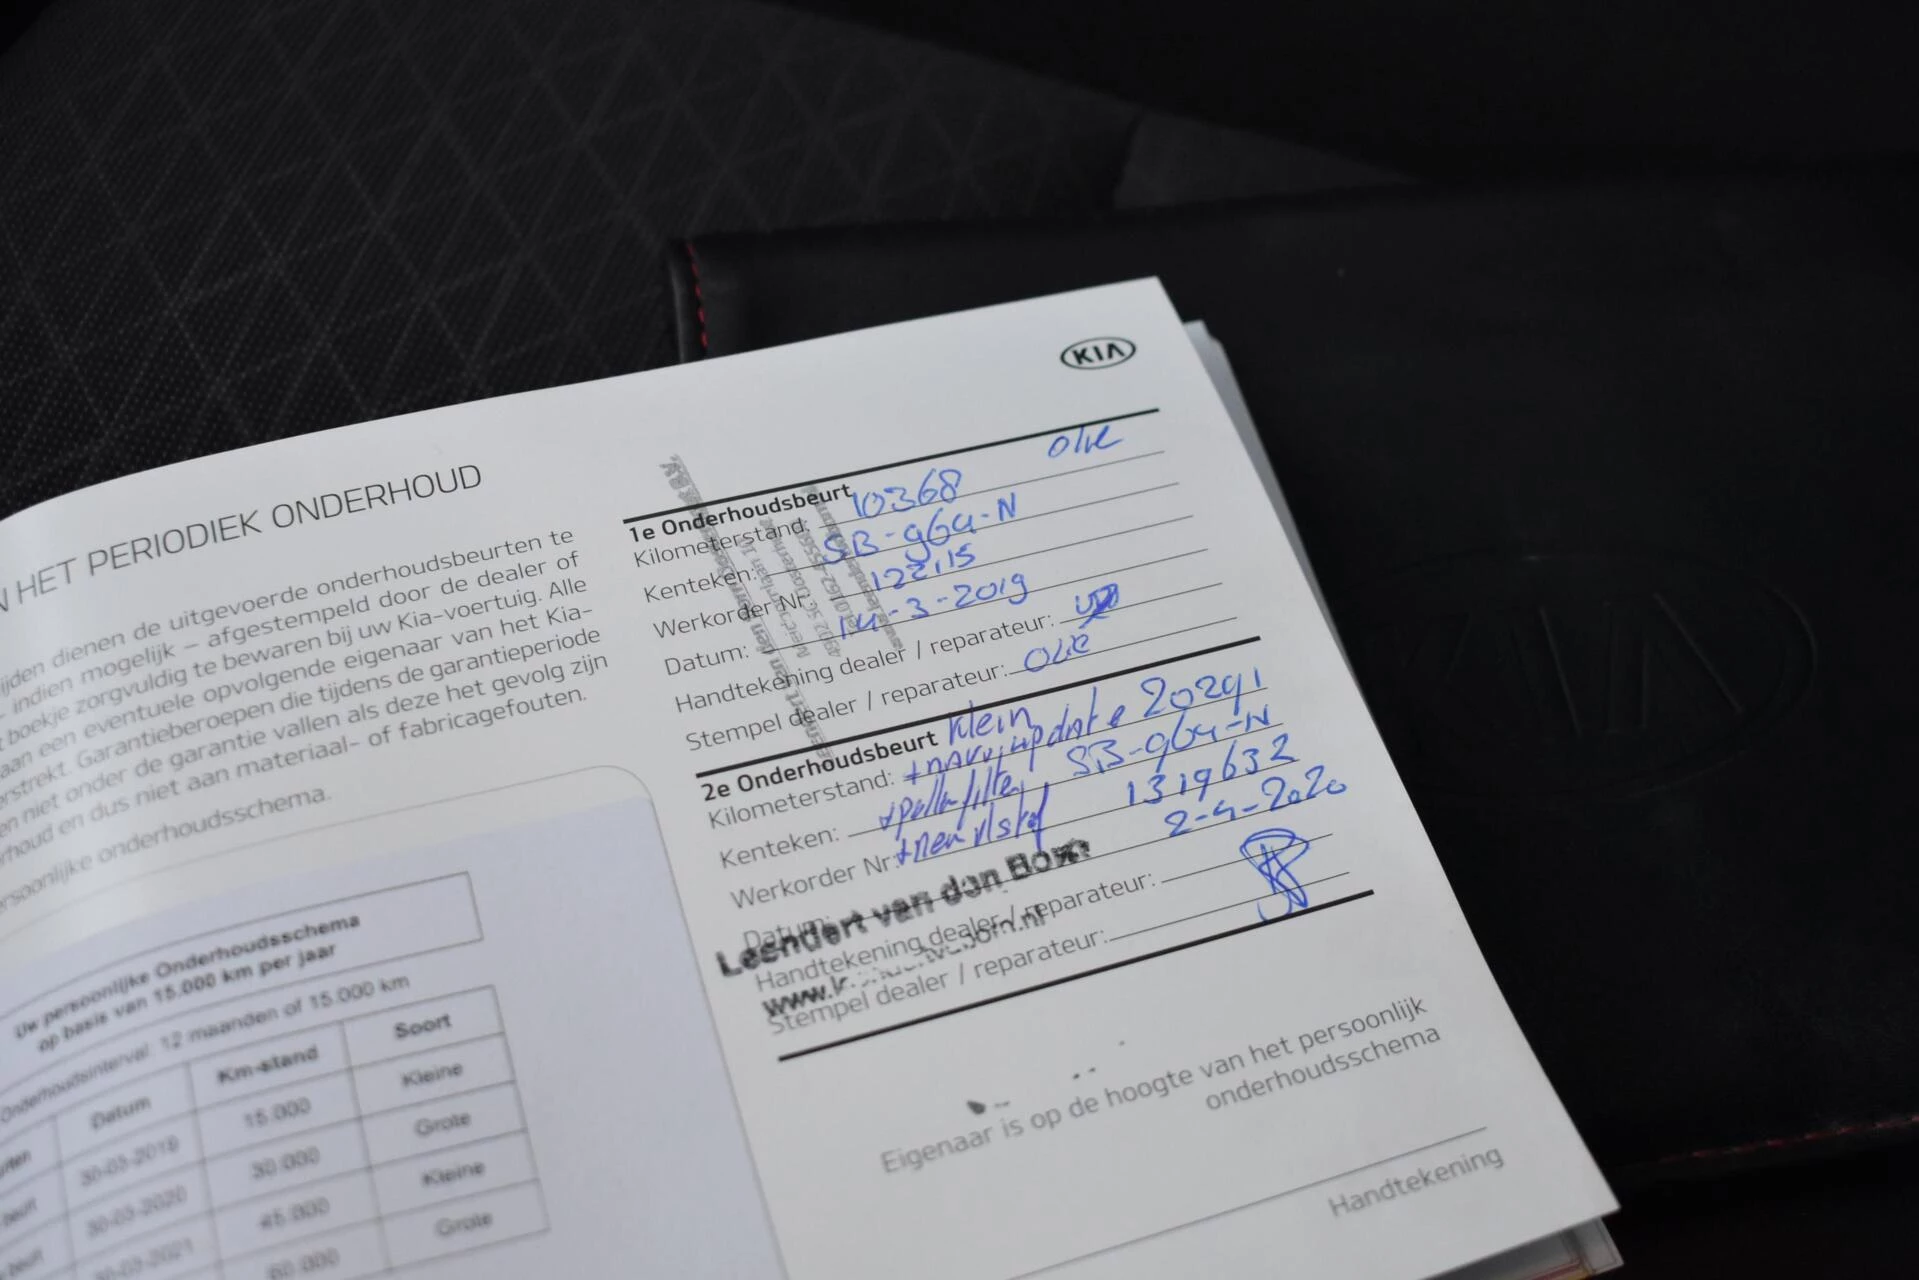 KIA
N HET PERIODIEK ONDERHOUD
ijden dienen de uitgevoerde onderhoudsbeurten te
– indien mogelijk – afgestempeld door de dealer of
boekje zorgvuldig te bewaren bij uw Kia-voertuig. Alle
aan een eventuele opvolgende eigenaar van het Kia-
erstrekt. Garantieberoepen die tijdens de garantieperiode
en niet onder de garantie vallen als deze het gevolg zijn
rhoud en dus niet aan materiaal- of fabricagefouten.
ersoonlijke onderhoudsschema.
Uw persoonlijke Onderhoudsschema
op basis van 15.000 km per jaar
Onderhoudsinterval: 12 maanden of 15.000 km
Datum Km-stand Soort
beurt 30-03-2019 15.000 Kleine
beurt 30-03-2020 30.000 Grote
30-03-2021 45.000 Kleine
60.000 Grote
1e Onderhoudsbeurt olie
Kilometerstand: 10368
Kenteken: SB-964-N
Werkorder Nr: 12215
Datum: 14-3-2019
Handtekening dealer / reparateur:
Stempel dealer / reparateur: olie
2e Onderhoudsbeurt klein
Kilometerstand: +navi update 20291
Kenteken: +pollenfilter SB-964-N
Werkorder Nr: 1319632
Datum: 2-4-2020
Leendert van den Born
Handtekening dealer / reparateur:
Stempel dealer / reparateur:
Eigenaar is op de hoogte van het persoonlijk
onderhoudsschema
Handtekening
KIA